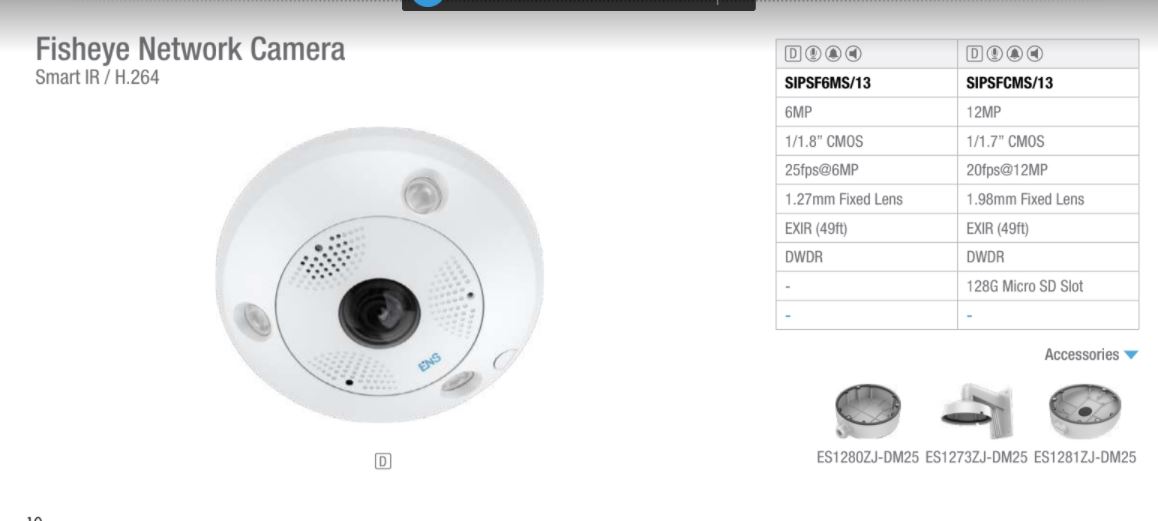 Fisheye Network Camera
Smart IR / H.264
D D
SIPSF6MS/13 SIPSFCMS/13
6MP 12MP
1/1.8” CMOS 1/1.7” CMOS
25fps@6MP 20fps@12MP
1.27mm Fixed Lens 1.98mm Fixed Lens
EXIR (49ft) EXIR (49ft)
DWDR DWDR
- 128G Micro SD Slot
- -
Accessories
ENS
D
ES1280ZJ-DM25 ES1273ZJ-DM25 ES1281ZJ-DM25